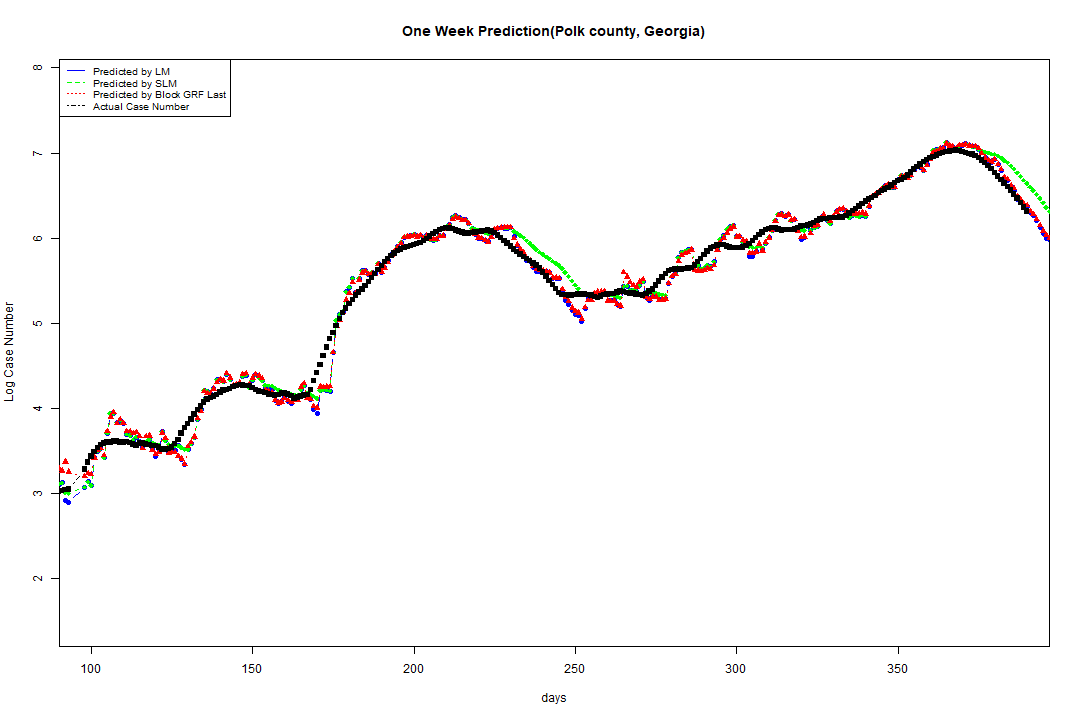 One Week Prediction(Polk county, Georgia)
Predicted by LM
Predicted by SLM
Predicted by Block GRF Last
Actual Case Number
8
7
6
5
4
3
2
Log Case Number
100 150 200 250 300 350
days